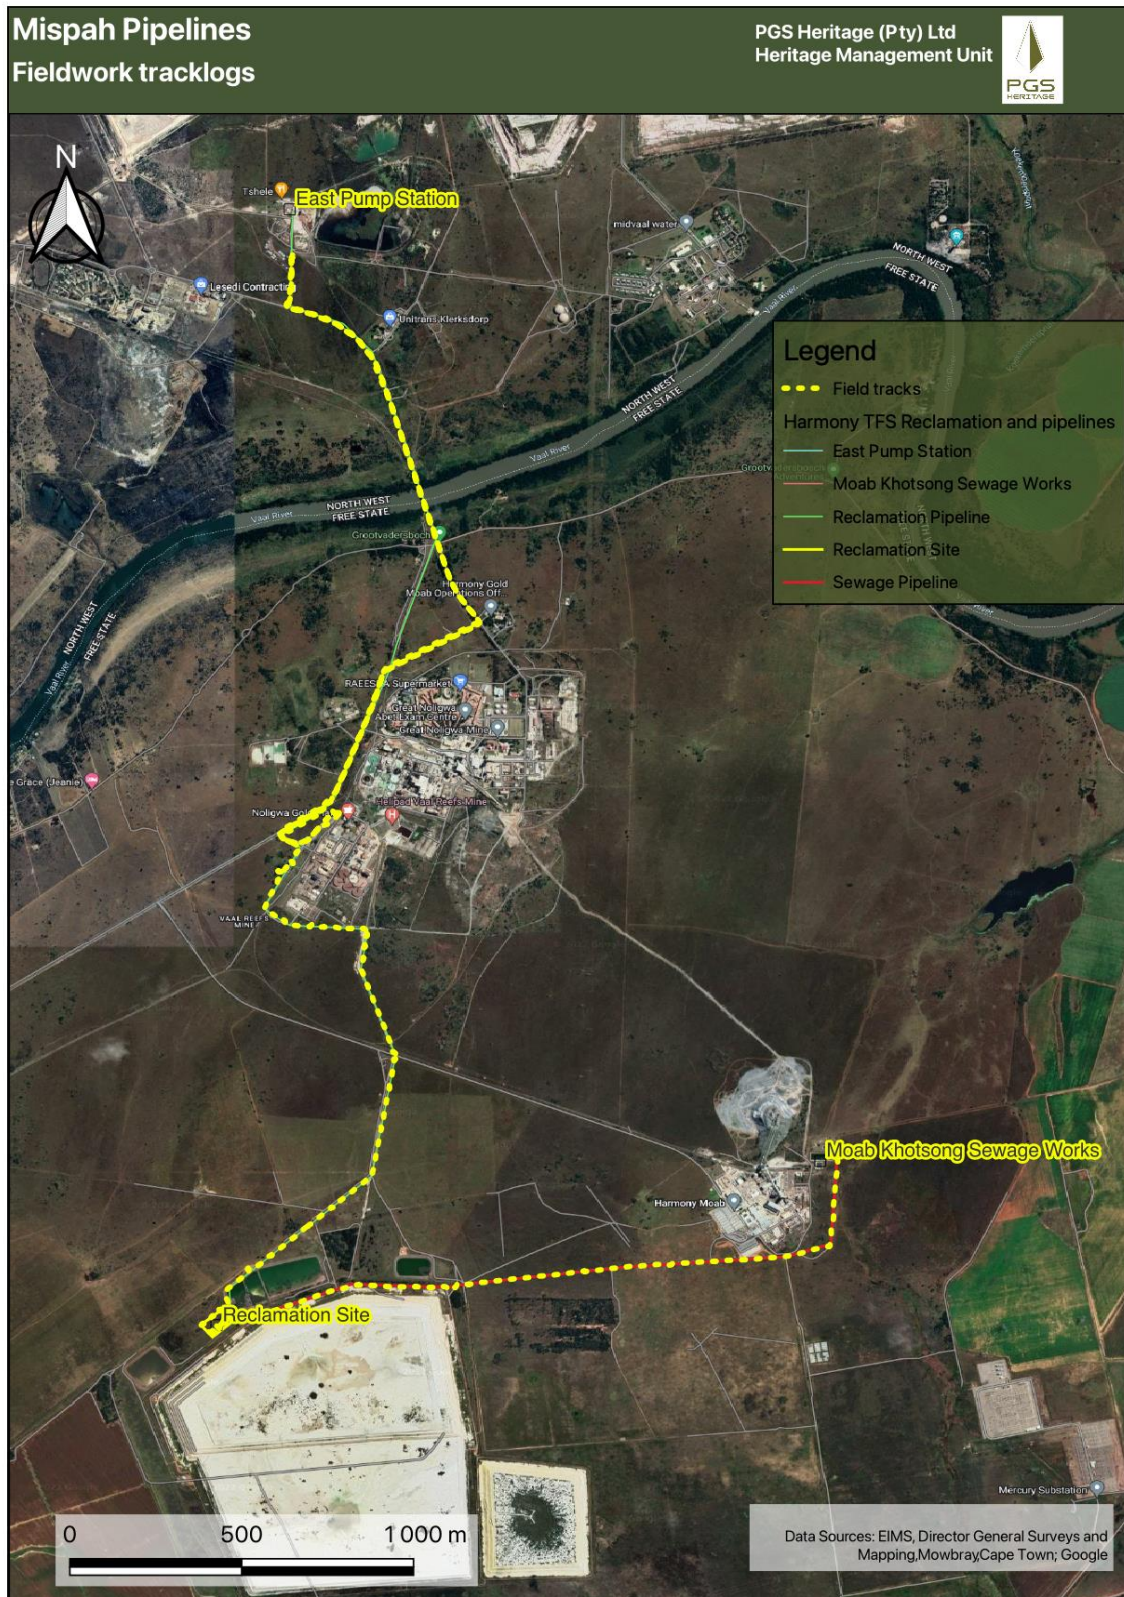 Mispah Pipelines
Fieldwork tracklogs
PGS Heritage (Pty) Ltd
Heritage Management Unit
PGS
HERITAGE
N
Tshele
East Pump Station
midvaal water
Lesedi Contractin
Unitrans Klerksdorp
NORTH WEST
FREE STATE
Vaal River
NORTH WEST
FREE STATE
Vaal River
Vaal River
NORTH WEST
FREE STATE
Grootvadersbosch
Legend
Field tracks
Harmony TFS Reclamation and pipelines
East Pump Station
Moab Khotsong Sewage Works
Reclamation Pipeline
Reclamation Site
Sewage Pipeline
Grootvadersboch
Harmony Gold
Moab Operations Off...
NORTH WEST
FREE STATE
Vaal River
RAEESA Supermarket
Great Noligwa
Abet Exam Centre
Great Noligwa Mine
e Grace (Jeanie)
Helipad Vaal Reefs Mine
Noligwa Gol
VAAL REEFS
MINE
Moab Khotsong Sewage Works
Harmony Moab
Reclamation Site
Mercury Substation
0 500 1 000 m
Data Sources: EIMS, Director General Surveys and
Mapping,Mowbray,Cape Town; Google